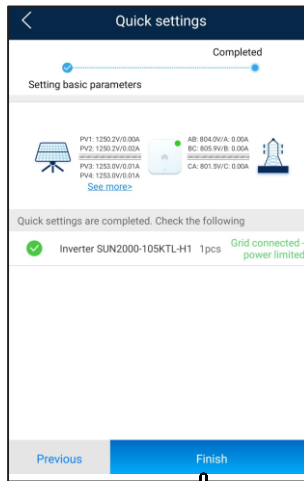 Quick settings
Completed
Setting basic parameters
PV1: 1250.2V/0.00A
PV2: 1250.2V/0.02A
PV3: 1253.0V/0.01A
PV4: 1253.0V/0.01A
See more>
AB: 804.0V/A: 0.00A
BC: 805.9V/B: 0.00A
CA: 801.5V/C: 0.00A
Quick settings are completed. Check the following
Inverter SUN2000-105KTL-H1 1pcs
Grid connected -
power limited
Previous
Finish